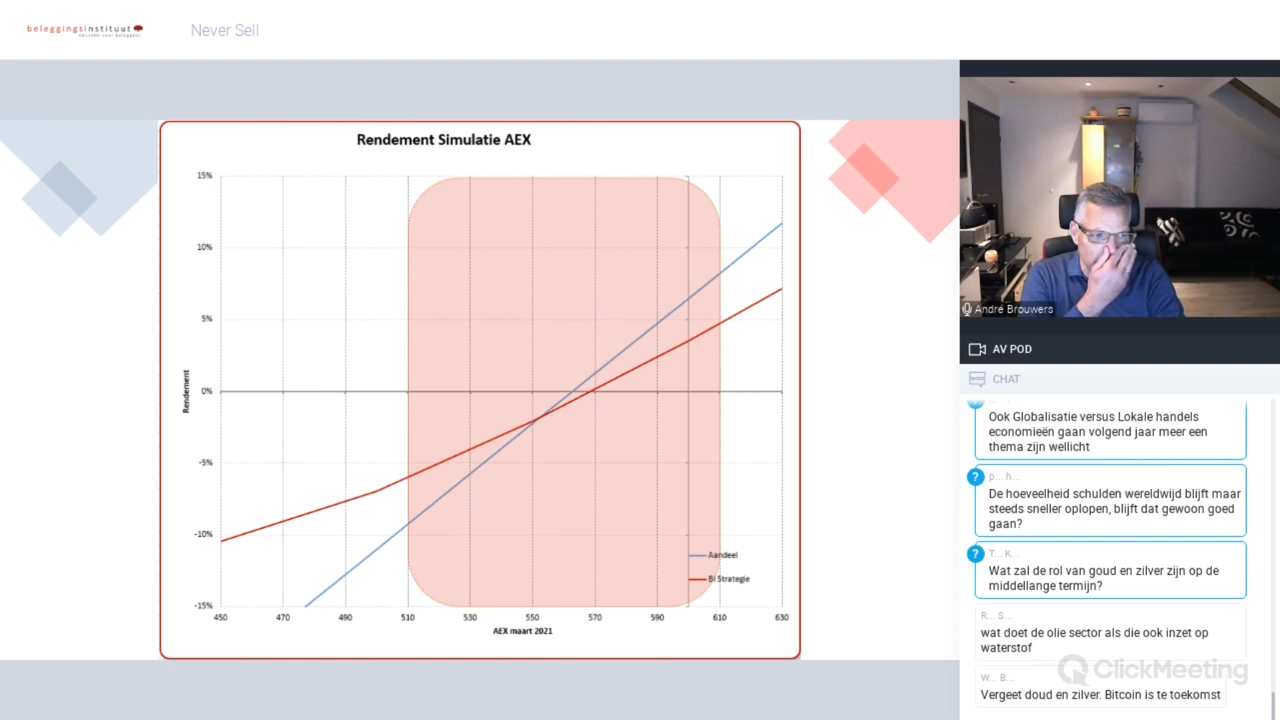 beleggingsinstituut
Never Sell
Rendement Simulatie AEX
15%
10%
5%
0%
-5%
-10%
-15%
Rendement
450 470 490 510 530 550 570 590 610 630
AEX maart 2021
Aandeel
BI Strategie
André Brouwers
AV POD
CHAT
Ook Globalisatie versus Lokale handels
economieën gaan volgend jaar meer een
thema zijn wellicht
? p... h...
De hoeveelheid schulden wereldwijd blijft maar
steeds sneller oplopen, blijft dat gewoon goed
gaan?
? T... K...
Wat zal de rol van goud en zilver zijn op de
middellange termijn?
R... S...
wat doet de olie sector als die ook inzet op
waterstof
ClickMeeting
W... B...
Vergeet doud en zilver. Bitcoin is te toekomst